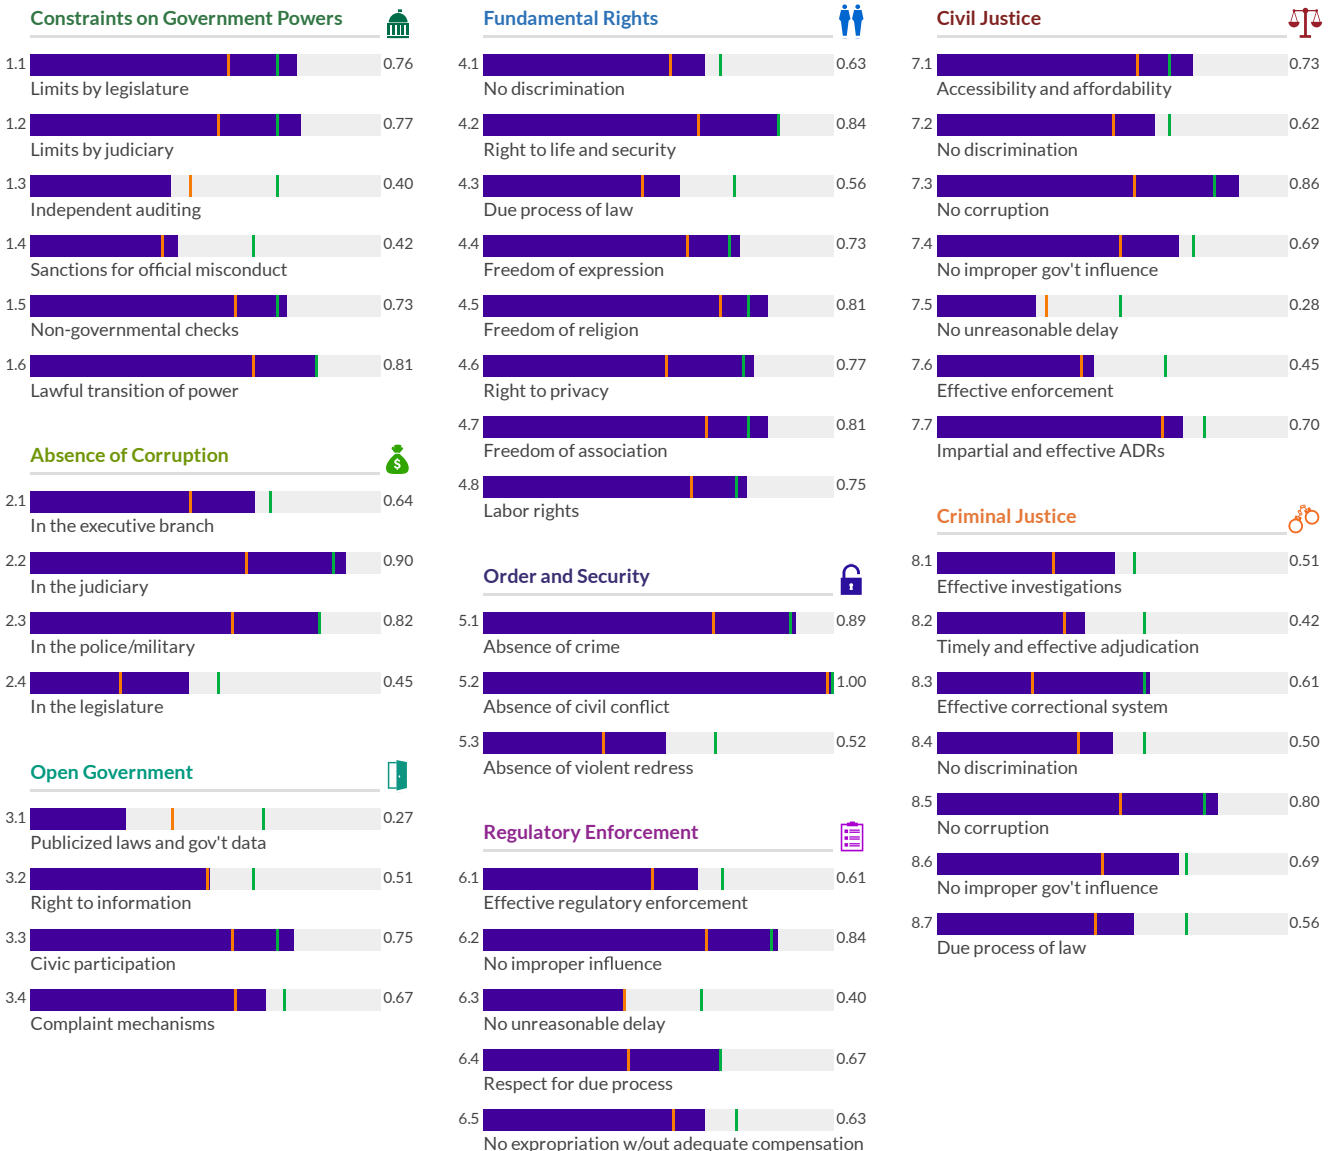 Constraints on Government Powers
1.1 0.76
Limits by legislature
1.2 0.77
Limits by judiciary
1.3 0.40
Independent auditing
1.4 0.42
Sanctions for official misconduct
1.5 0.73
Non-governmental checks
1.6 0.81
Lawful transition of power
Absence of Corruption
$
2.1 0.64
In the executive branch
2.2 0.90
In the judiciary
2.3 0.82
In the police/military
2.4 0.45
In the legislature
Open Government
3.1 0.27
Publicized laws and gov't data
3.2 0.51
Right to information
3.3 0.75
Civic participation
3.4 0.67
Complaint mechanisms
Fundamental Rights
4.1 0.63
No discrimination
4.2 0.84
Right to life and security
4.3 0.56
Due process of law
4.4 0.73
Freedom of expression
4.5 0.81
Freedom of religion
4.6 0.77
Right to privacy
4.7 0.81
Freedom of association
4.8 0.75
Labor rights
Order and Security
5.1 0.89
Absence of crime
5.2 1.00
Absence of civil conflict
5.3 0.52
Absence of violent redress
Regulatory Enforcement
6.1 0.61
Effective regulatory enforcement
6.2 0.84
No improper influence
6.3 0.40
No unreasonable delay
6.4 0.67
Respect for due process
6.5 0.63
No expropriation w/out adequate compensation
Civil Justice
7.1 0.73
Accessibility and affordability
7.2 0.62
No discrimination
7.3 0.86
No corruption
7.4 0.69
No improper gov't influence
7.5 0.28
No unreasonable delay
7.6 0.45
Effective enforcement
7.7 0.70
Impartial and effective ADRs
Criminal Justice
8.1 0.51
Effective investigations
8.2 0.42
Timely and effective adjudication
8.3 0.61
Effective correctional system
8.4 0.50
No discrimination
8.5 0.80
No corruption
8.6 0.69
No improper gov't influence
8.7 0.56
Due process of law